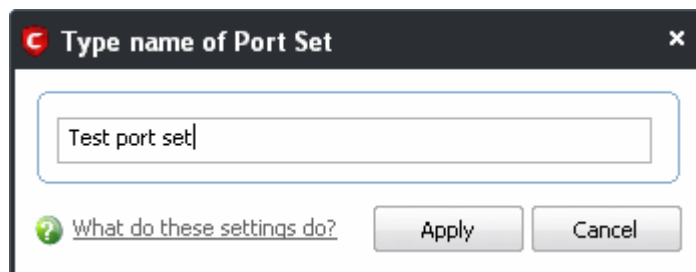 Type name of Port Set
Test port set
What do these settings do?
Apply
Cancel